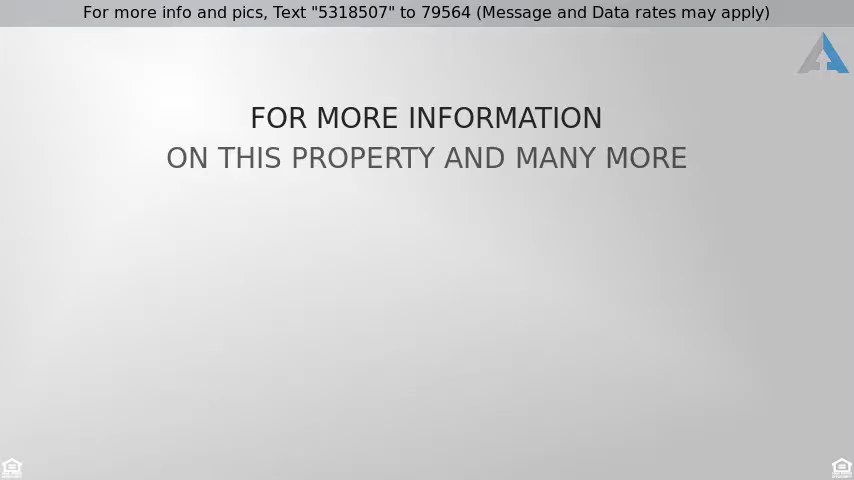 For more info and pics, Text "5318507" to 79564 (Message and Data rates may apply)
FOR MORE INFORMATION
ON THIS PROPERTY AND MANY MORE